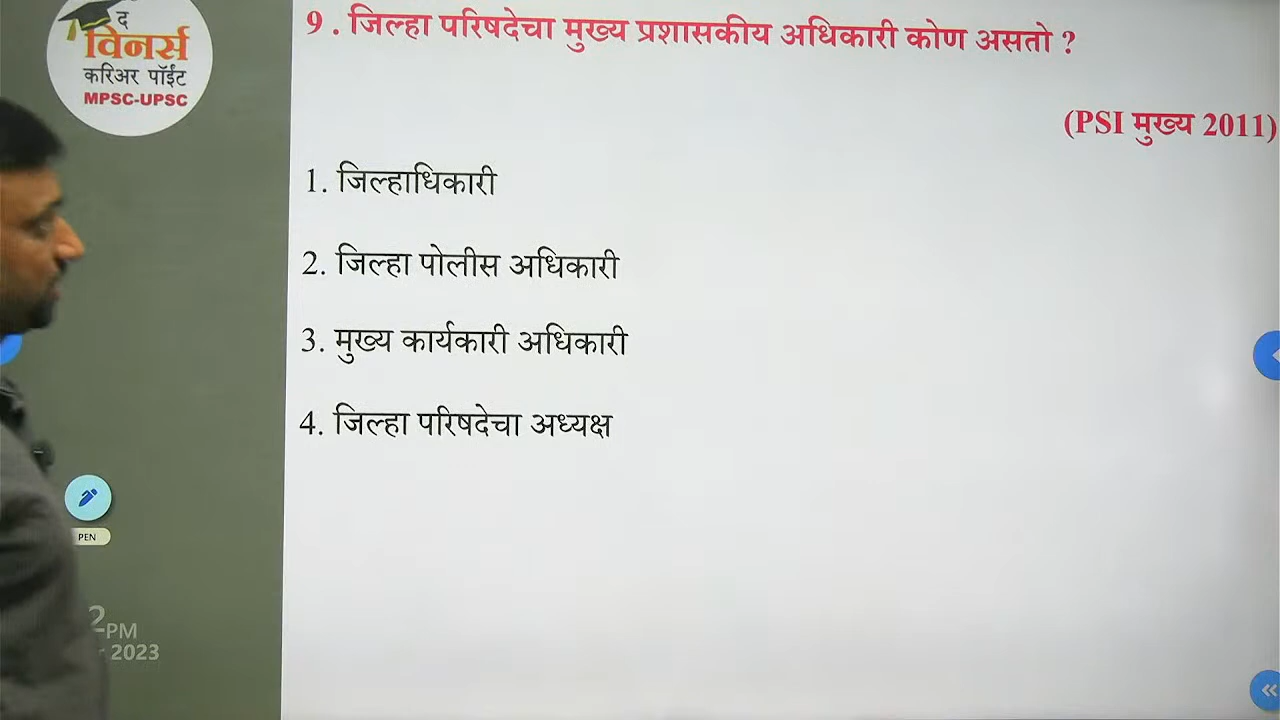 द
विनर्स
करिअर पॉईंट
MPSC-UPSC
9 . जिल्हा परिषदेचा मुख्य प्रशासकीय अधिकारी कोण असतो ?
(PSI मुख्य 2011)
1. जिल्हाधिकारी
2. जिल्हा पोलीस अधिकारी
3. मुख्य कार्यकारी अधिकारी
4. जिल्हा परिषदेचा अध्यक्ष
PEN
2 PM
2023